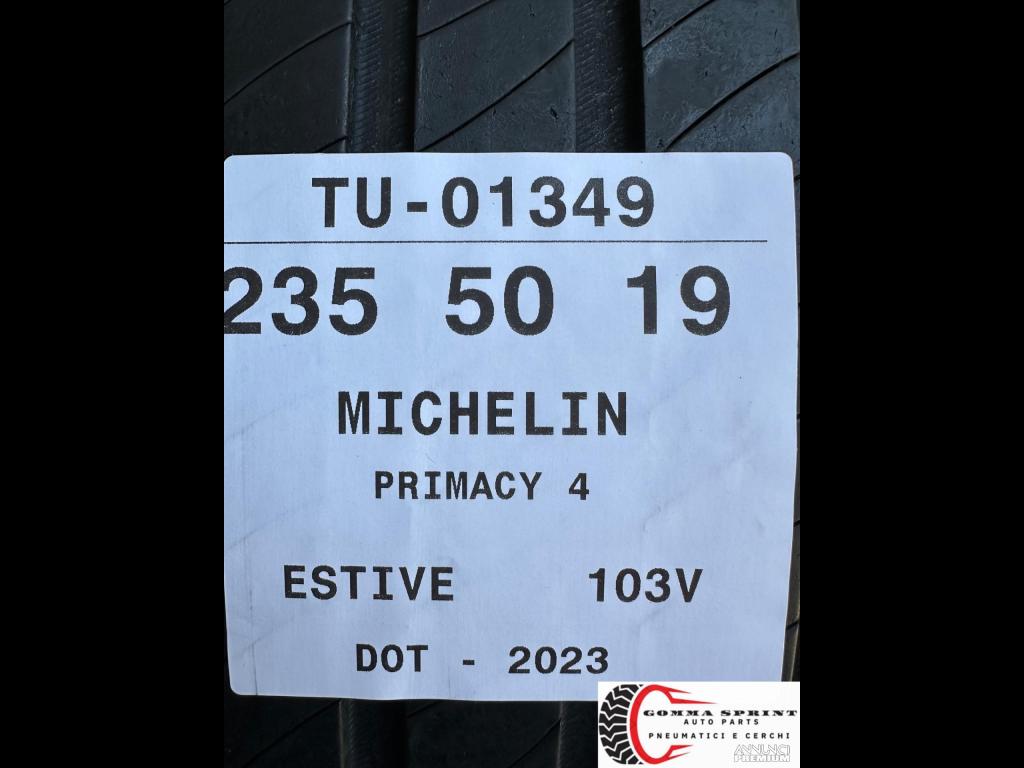 TU-01349
235 50 19
MICHELIN
PRIMACY 4
ESTIVE 103V
DOT - 2023
GOMMA SPRINT
AUTO PARTS
PNEUMATICI E CERCHI
ANNUNCI
PREMIUM